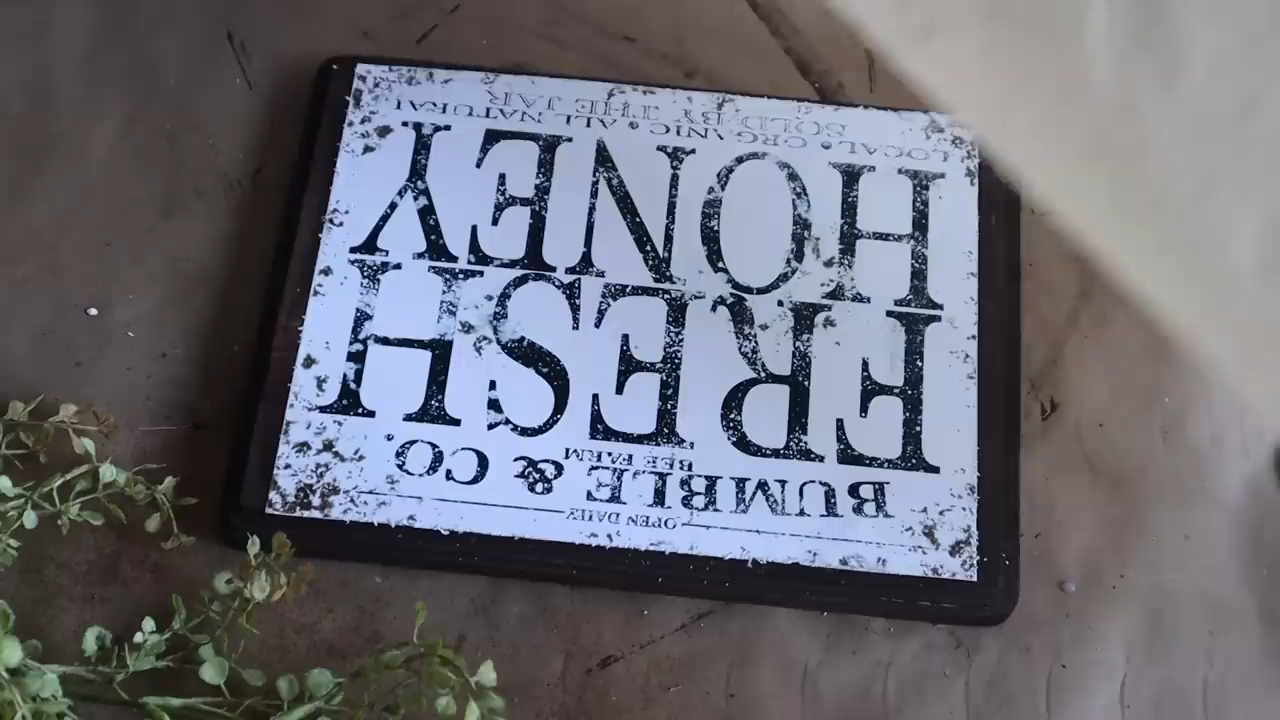 OPEN DAILY
BUMBLE & CO.
BEE FARM
FRESH
HONEY
LOCAL • ORGANIC • ALL NATURAL
SOLD BY THE JAR